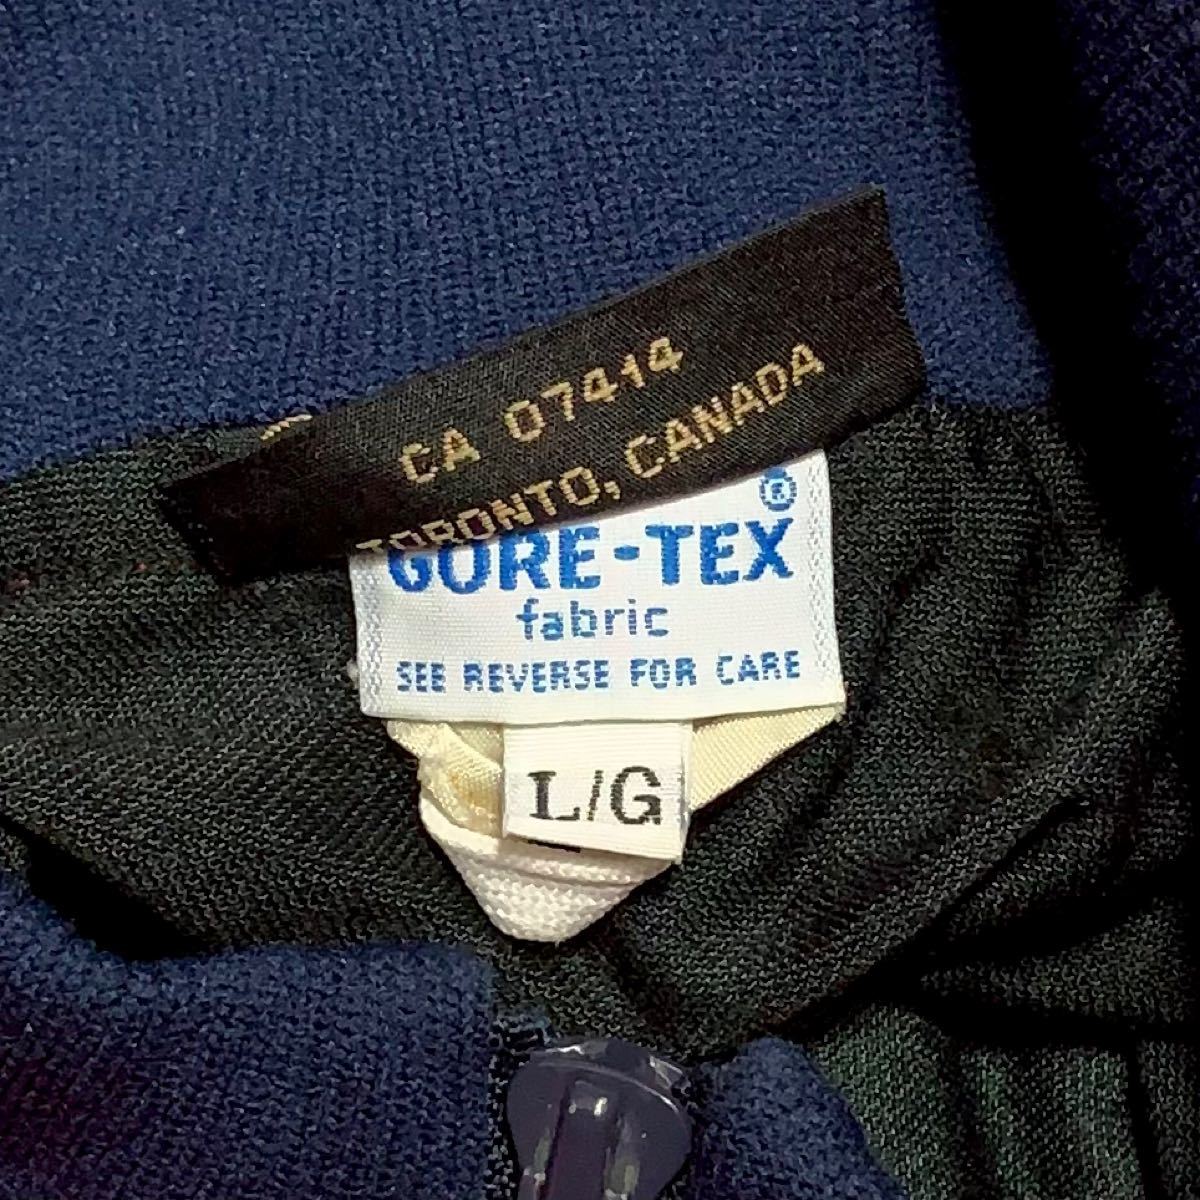 CA 07414
TORONTO, CANADA
GORE-TEX®
fabric
SEE REVERSE FOR CARE
L/G